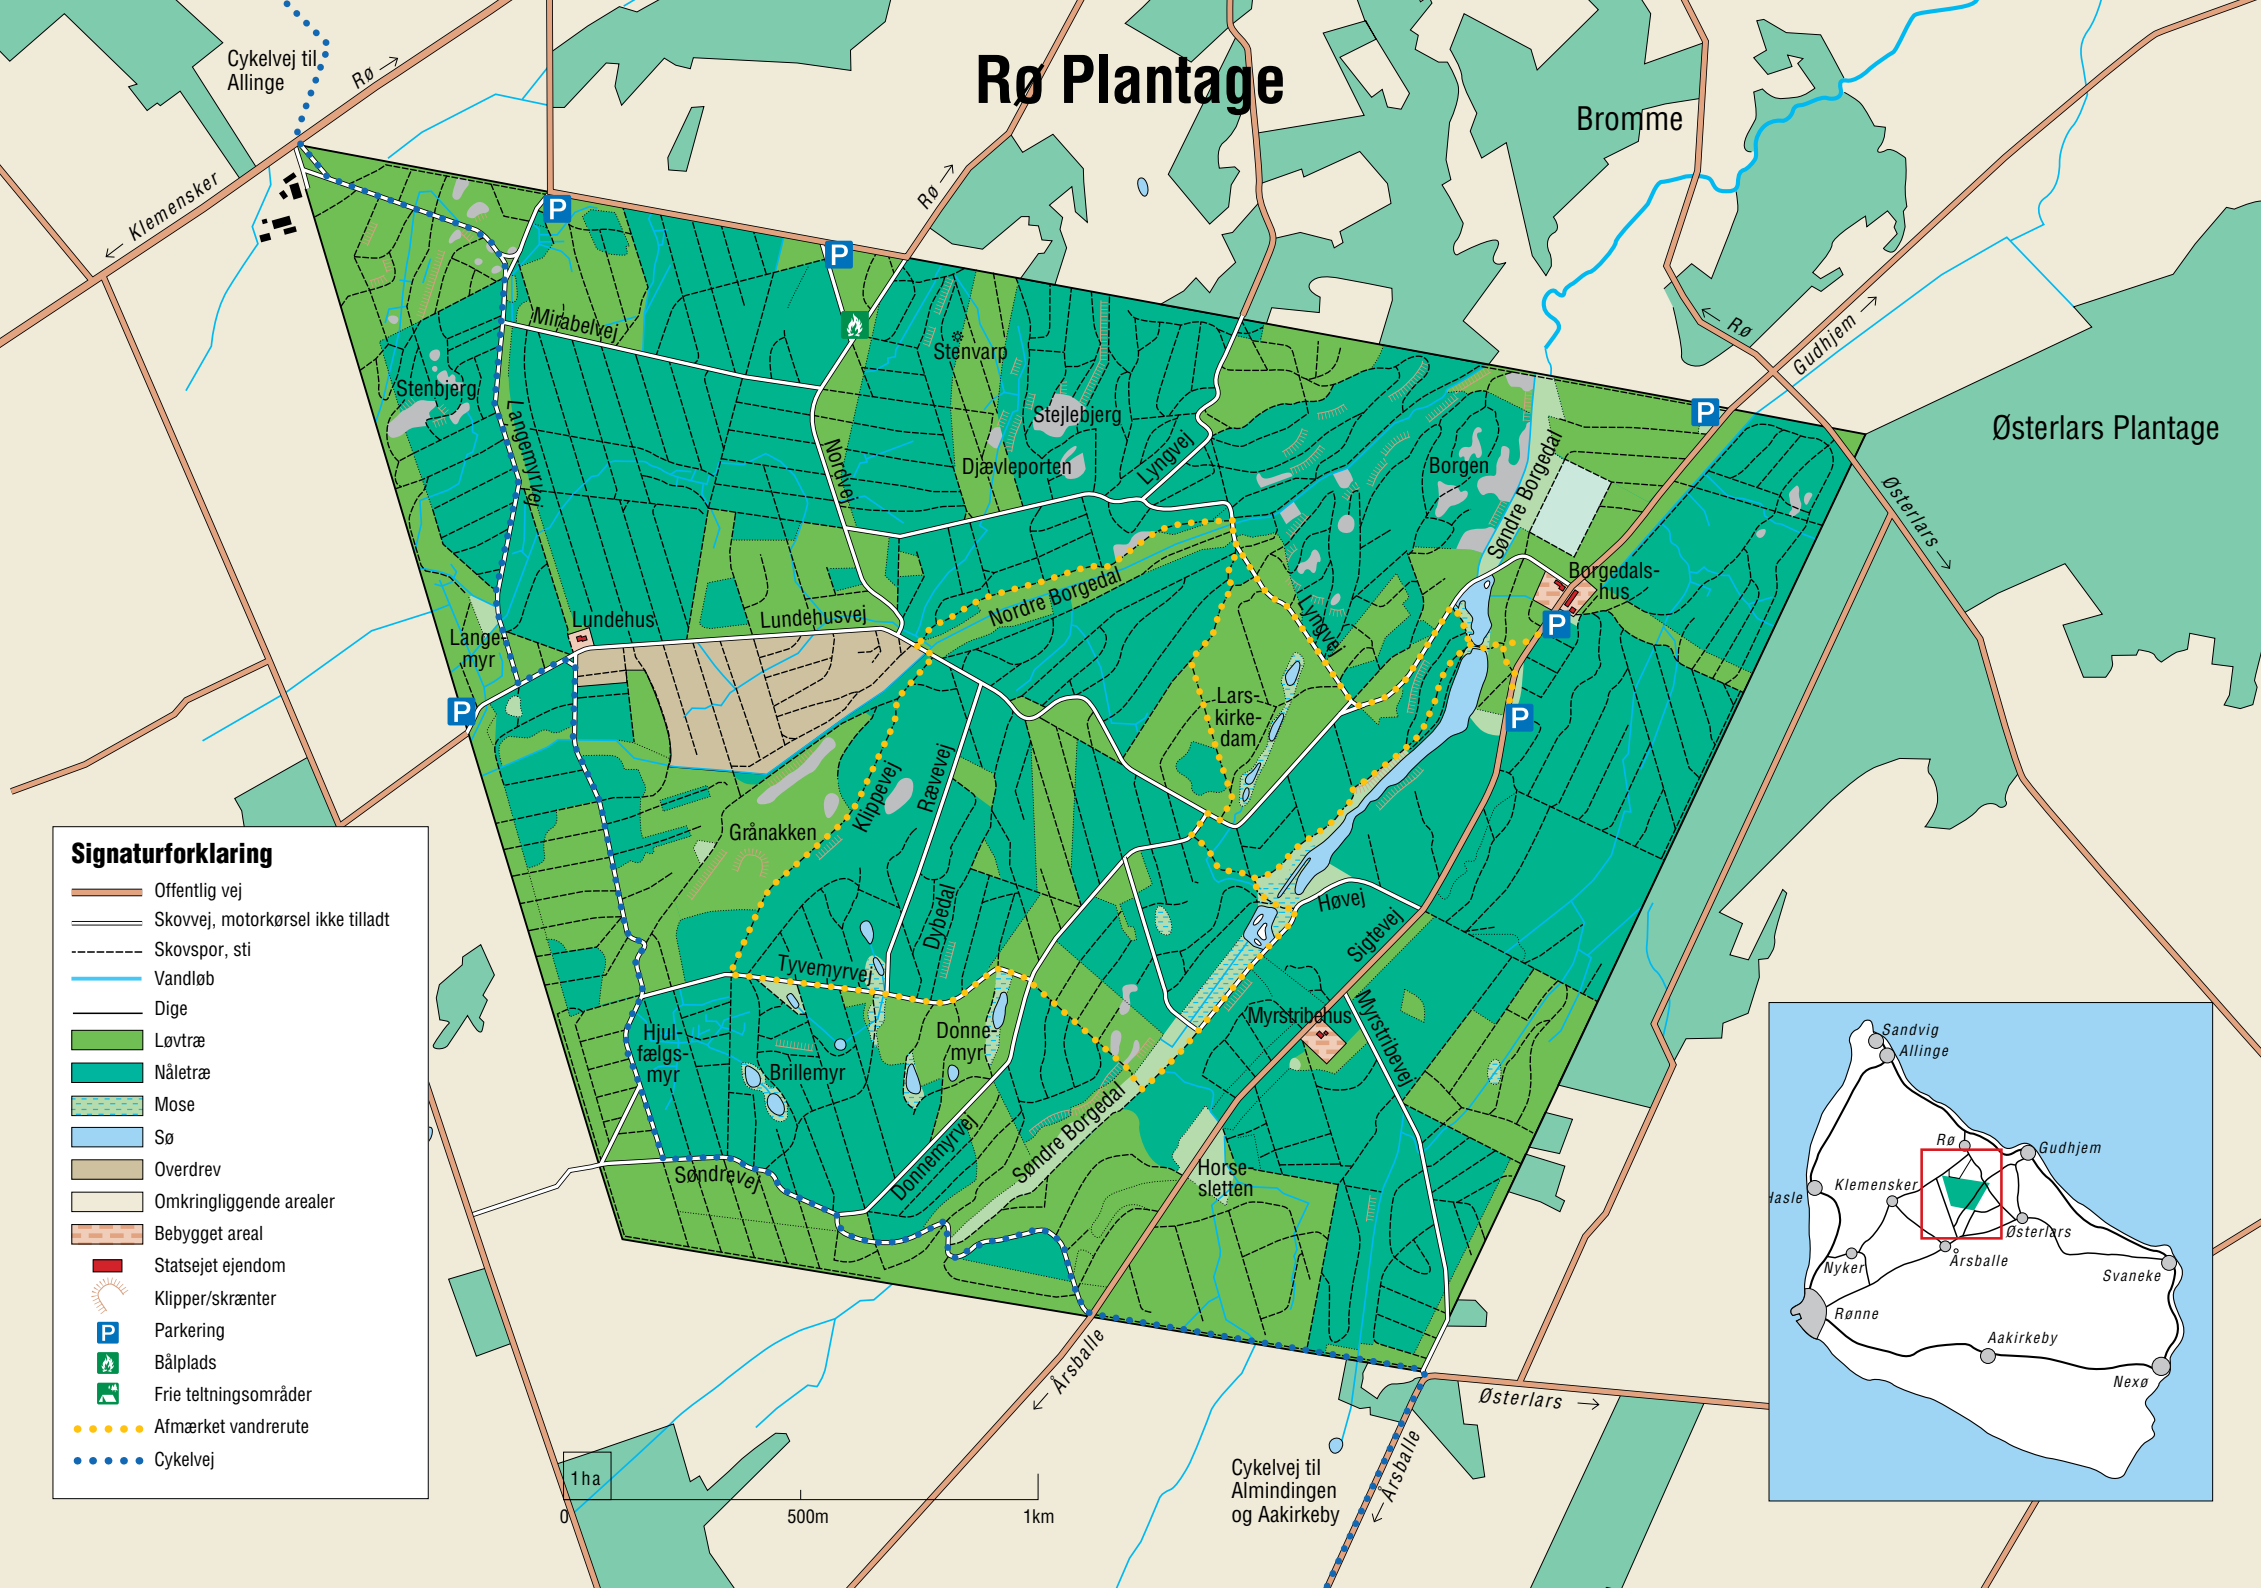 Rø Plantage
Cykelvej til
Allinge
Rø →
← Klemensker
Rø →
Bromme
← Rø
Gudhjem →
Østerlars Plantage
Østerlars →
P
P
P
P
P
P
Mirabelvej
Stenbjerg
Langemyrvej
Nordvej
Stenvarp
Stejlebjerg
Djævleporten
Lyngvej
Borgen
Søndre Borgedal
Borgedals-
hus
Lundehus
Lundehusvej
Lange-
myr
Nordre Borgedal
Lyngvej
Lars-
kirke-
dam
Klippevej
Rævevej
Grånakken
Dybedal
Tyvemyrvej
Høvej
Sigtevej
Myrstribehus
Myrstribevej
Hjul-
fælgs-
myr
Brillemyr
Donne-
myr
Donnemyrvej
Søndre Borgedal
Søndrevej
Horse-
sletten
← Årsballe
Østerlars →
← Årsballe
Cykelvej til
Almindingen
og Aakirkeby
1ha
0
500m
1km
Signaturforklaring
Offentlig vej
Skovvej, motorkørsel ikke tilladt
Skovspor, sti
Vandløb
Dige
Løvtræ
Nåletræ
Mose
Sø
Overdrev
Omkringliggende arealer
Bebygget areal
Statsejet ejendom
Klipper/skrænter
P Parkering
Bålplads
Frie teltningsområder
Afmærket vandrerute
Cykelvej
Sandvig
Allinge
Rø
Gudhjem
Klemensker
Hasle
Østerlars
Årsballe
Nyker
Svaneke
Rønne
Aakirkeby
Nexø